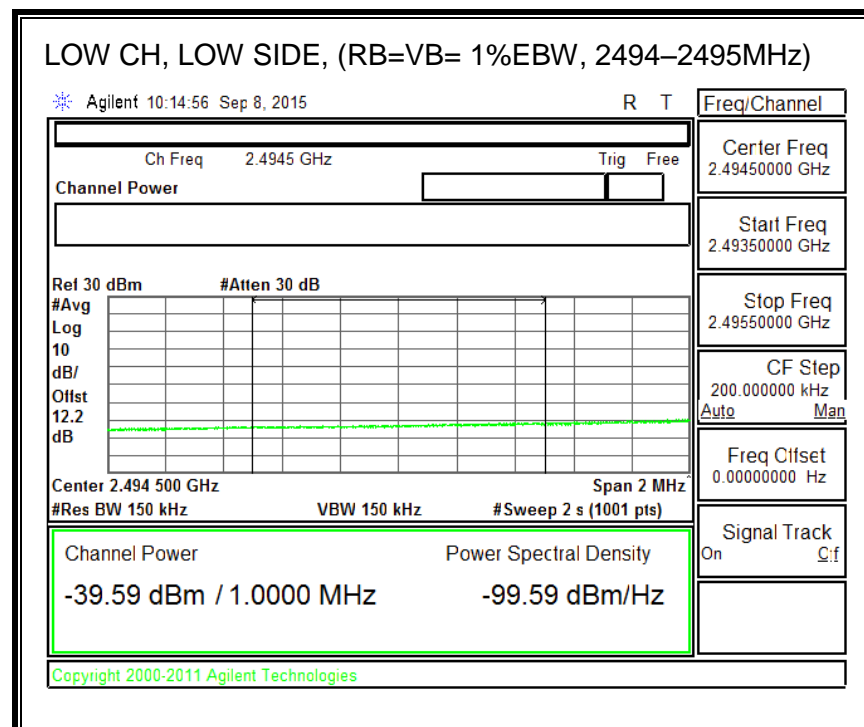 LOW CH, LOW SIDE, (RB=VB= 1%EBW, 2494–2495MHz)
Agilent 10:14:56 Sep 8, 2015 R T
Freq/Channel
Ch Freq 2.4945 GHz Trig Free
Channel Power
Center Freq
2.49450000 GHz
Start Freq
2.49350000 GHz
Stop Freq
2.49550000 GHz
CF Step
200.000000 kHz
Auto Man
Freq Offset
0.00000000 Hz
Signal Track
On Off
Ref 30 dBm #Atten 30 dB
#Avg
Log
10
dB/
Offst
12.2
dB
Center 2.494 500 GHz Span 2 MHz
#Res BW 150 kHz VBW 150 kHz #Sweep 2 s (1001 pts)
Channel Power Power Spectral Density
-39.59 dBm / 1.0000 MHz -99.59 dBm/Hz
Copyright 2000-2011 Agilent Technologies